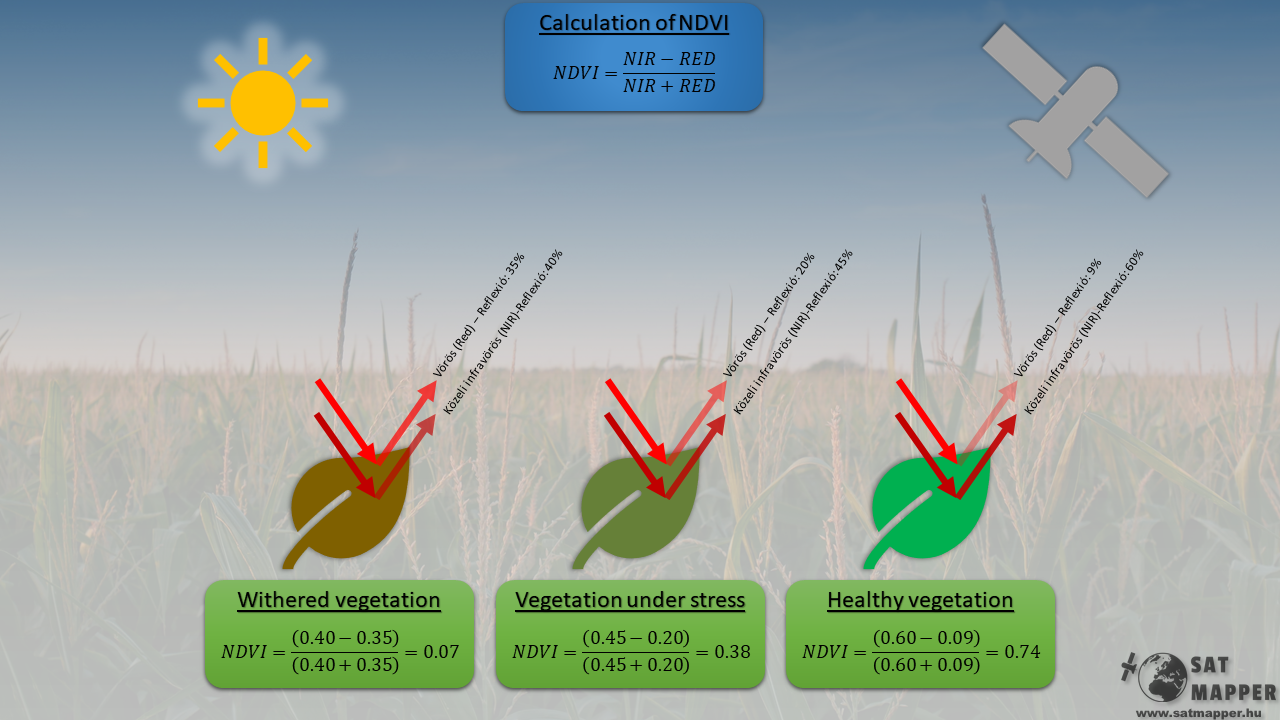 Calculation of NDVI
NDVI = (NIR − RED) / (NIR + RED)
Vörös (Red) – Reflexió: 35%
Közeli infravörös (NIR)-Reflexió: 40%
Vörös (Red) – Reflexió: 20%
Közeli infravörös (NIR)-Reflexió: 45%
Vörös (Red) – Reflexió: 9%
Közeli infravörös (NIR)-Reflexió: 60%
Withered vegetation
NDVI = (0.40 − 0.35) / (0.40 + 0.35) = 0.07
Vegetation under stress
NDVI = (0.45 − 0.20) / (0.45 + 0.20) = 0.38
Healthy vegetation
NDVI = (0.60 − 0.09) / (0.60 + 0.09) = 0.74
SAT
MAPPER
www.satmapper.hu